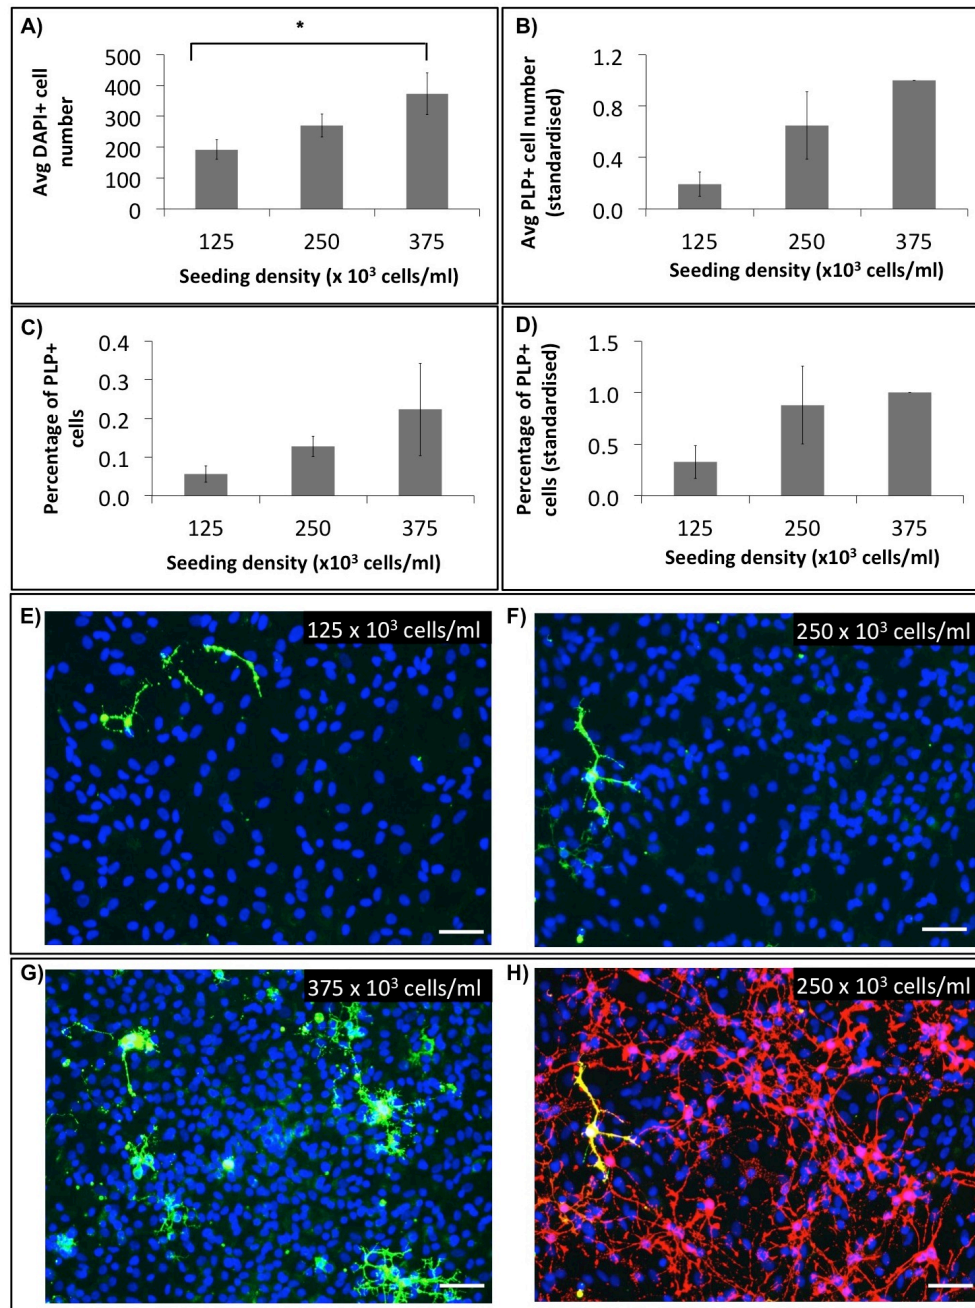 A)
*
Avg DAPI+ cell
number
500
400
300
200
100
0
125 250 375
Seeding density (x 10³ cells/ml)
B)
Avg PLP+ cell number
(standardised)
1.2
0.8
0.4
0.0
125 250 375
Seeding density (x10³ cells/ml)
C)
Percentage of PLP+
cells
0.4
0.3
0.2
0.1
0.0
125 250 375
Seeding density (x10³ cells/ml)
D)
Percentage of PLP+
cells (standardised)
1.5
1.0
0.5
0.0
125 250 375
Seeding density (x10³ cells/ml)
E)
125 x 10³ cells/ml
F)
250 x 10³ cells/ml
G)
375 x 10³ cells/ml
H)
250 x 10³ cells/ml